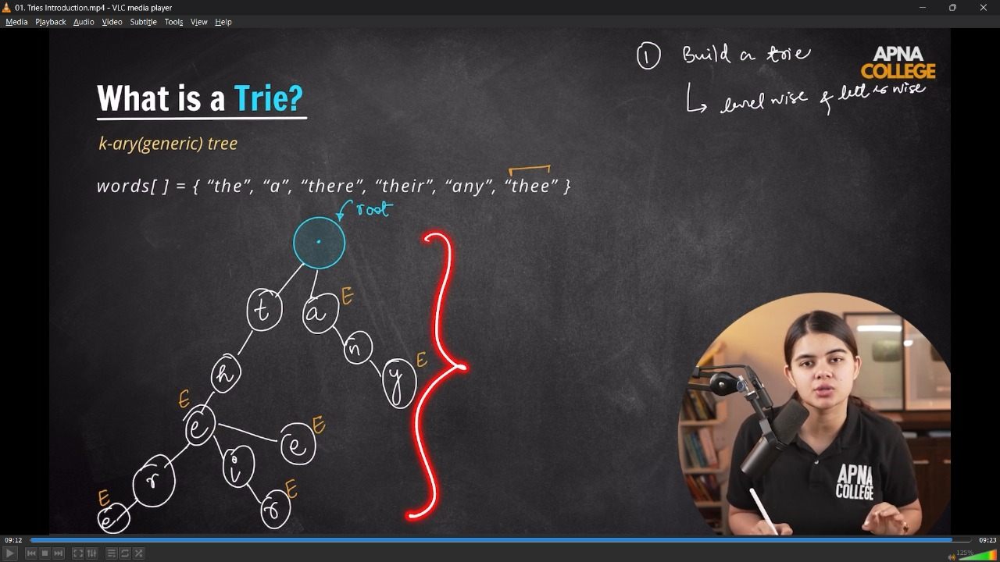 01. Tries Introduction.mp4 - VLC media player
Media Playback Audio Video Subtitle Tools View Help
① Build a trie
APNA
COLLEGE
↳ level wise & wise
What is a Trie?
k-ary(generic) tree
words[ ] = { “the”, “a”, “there”, “their”, “any”, “thee” }
root
t
a
E
h
n
y
E
E
e
e
E
r
i
E
e
r
E
APNA
COLLEGE
09:12
09:23
125%